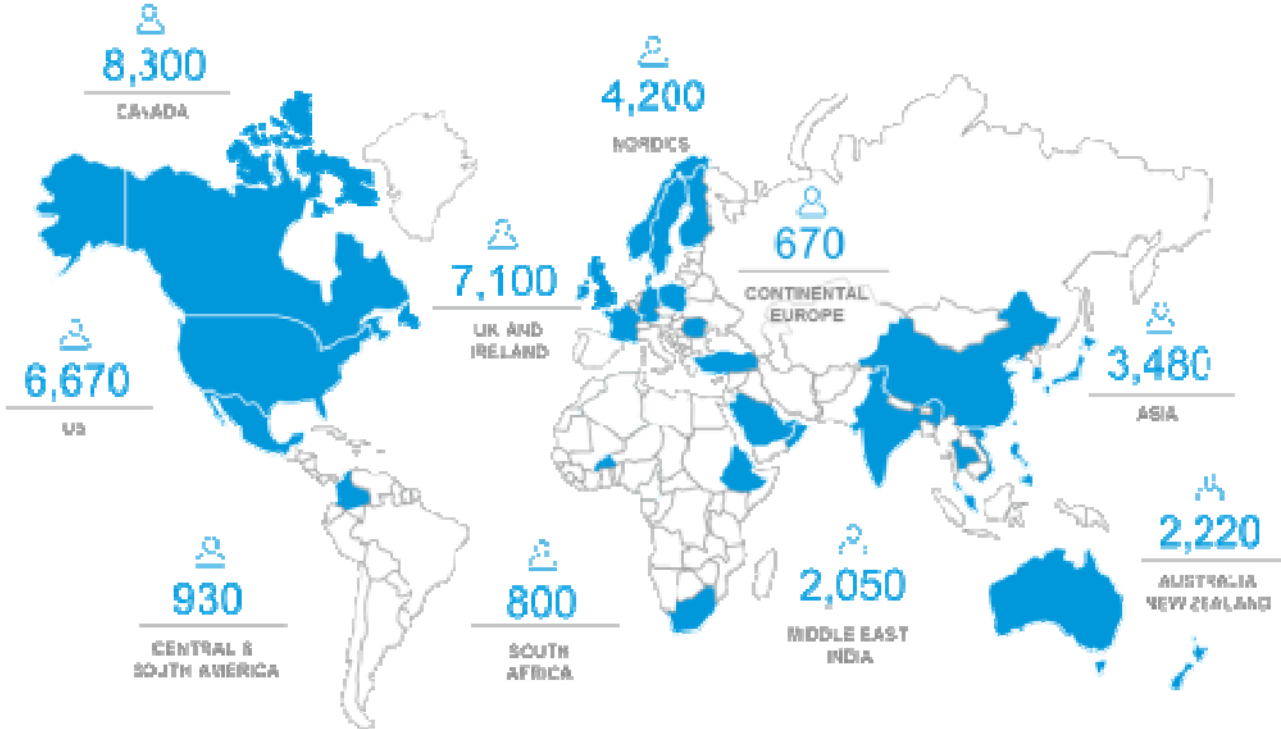 8,300
CANADA
4,200
NORDICS
670
CONTINENTAL
EUROPE
7,100
UK AND
IRELAND
6,670
US
3,480
ASIA
2,220
AUSTRALIA
NEW ZEALAND
930
CENTRAL &
SOUTH AMERICA
800
SOUTH
AFRICA
2,050
MIDDLE EAST
INDIA